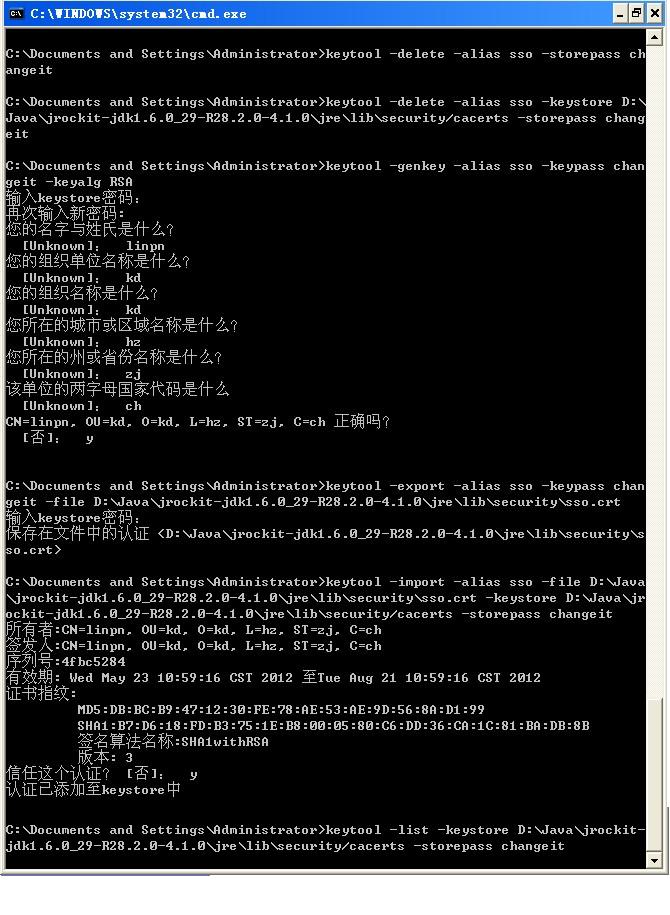 C:\WINDOWS\system32\cmd.exe
C:\Documents and Settings\Administrator>keytool -delete -alias sso -storepass ch
angeit
C:\Documents and Settings\Administrator>keytool -delete -alias sso -keystore D:\
Java\jrockit-jdk1.6.0_29-R28.2.0-4.1.0\jre\lib\security/cacerts -storepass chang
eit
C:\Documents and Settings\Administrator>keytool -genkey -alias sso -keypass chan
geit -keyalg RSA
输入keystore密码：
再次输入新密码:
您的名字与姓氏是什么？
[Unknown]：  linpn
您的组织单位名称是什么？
[Unknown]：  kd
您的组织名称是什么？
[Unknown]：  kd
您所在的城市或区域名称是什么？
[Unknown]：  hz
您所在的州或省份名称是什么？
[Unknown]：  zj
该单位的两字母国家代码是什么
[Unknown]：  ch
CN=linpn, OU=kd, O=kd, L=hz, ST=zj, C=ch 正确吗？
[否]：  y
C:\Documents and Settings\Administrator>keytool -export -alias sso -keypass chan
geit -file D:\Java\jrockit-jdk1.6.0_29-R28.2.0-4.1.0\jre\lib\security\sso.crt
输入keystore密码：
保存在文件中的认证 <D:\Java\jrockit-jdk1.6.0_29-R28.2.0-4.1.0\jre\lib\security\s
so.crt>
C:\Documents and Settings\Administrator>keytool -import -alias sso -file D:\Java
\jrockit-jdk1.6.0_29-R28.2.0-4.1.0\jre\lib\security\sso.crt -keystore D:\Java\jr
ockit-jdk1.6.0_29-R28.2.0-4.1.0\jre\lib\security/cacerts -storepass changeit
所有者:CN=linpn, OU=kd, O=kd, L=hz, ST=zj, C=ch
签发人:CN=linpn, OU=kd, O=kd, L=hz, ST=zj, C=ch
序列号:4fbc5284
有效期: Wed May 23 10:59:16 CST 2012 至Tue Aug 21 10:59:16 CST 2012
证书指纹:
MD5:DB:BC:B9:47:12:30:FE:78:AE:53:AE:9D:56:8A:D1:99
SHA1:B7:D6:18:FD:B3:75:1E:B8:00:05:80:C6:DD:36:CA:1C:81:BA:DB:8B
签名算法名称:SHA1withRSA
版本: 3
信任这个认证？ [否]：  y
认证已添加至keystore中
C:\Documents and Settings\Administrator>keytool -list -keystore D:\Java\jrockit-
jdk1.6.0_29-R28.2.0-4.1.0\jre\lib\security/cacerts -storepass changeit